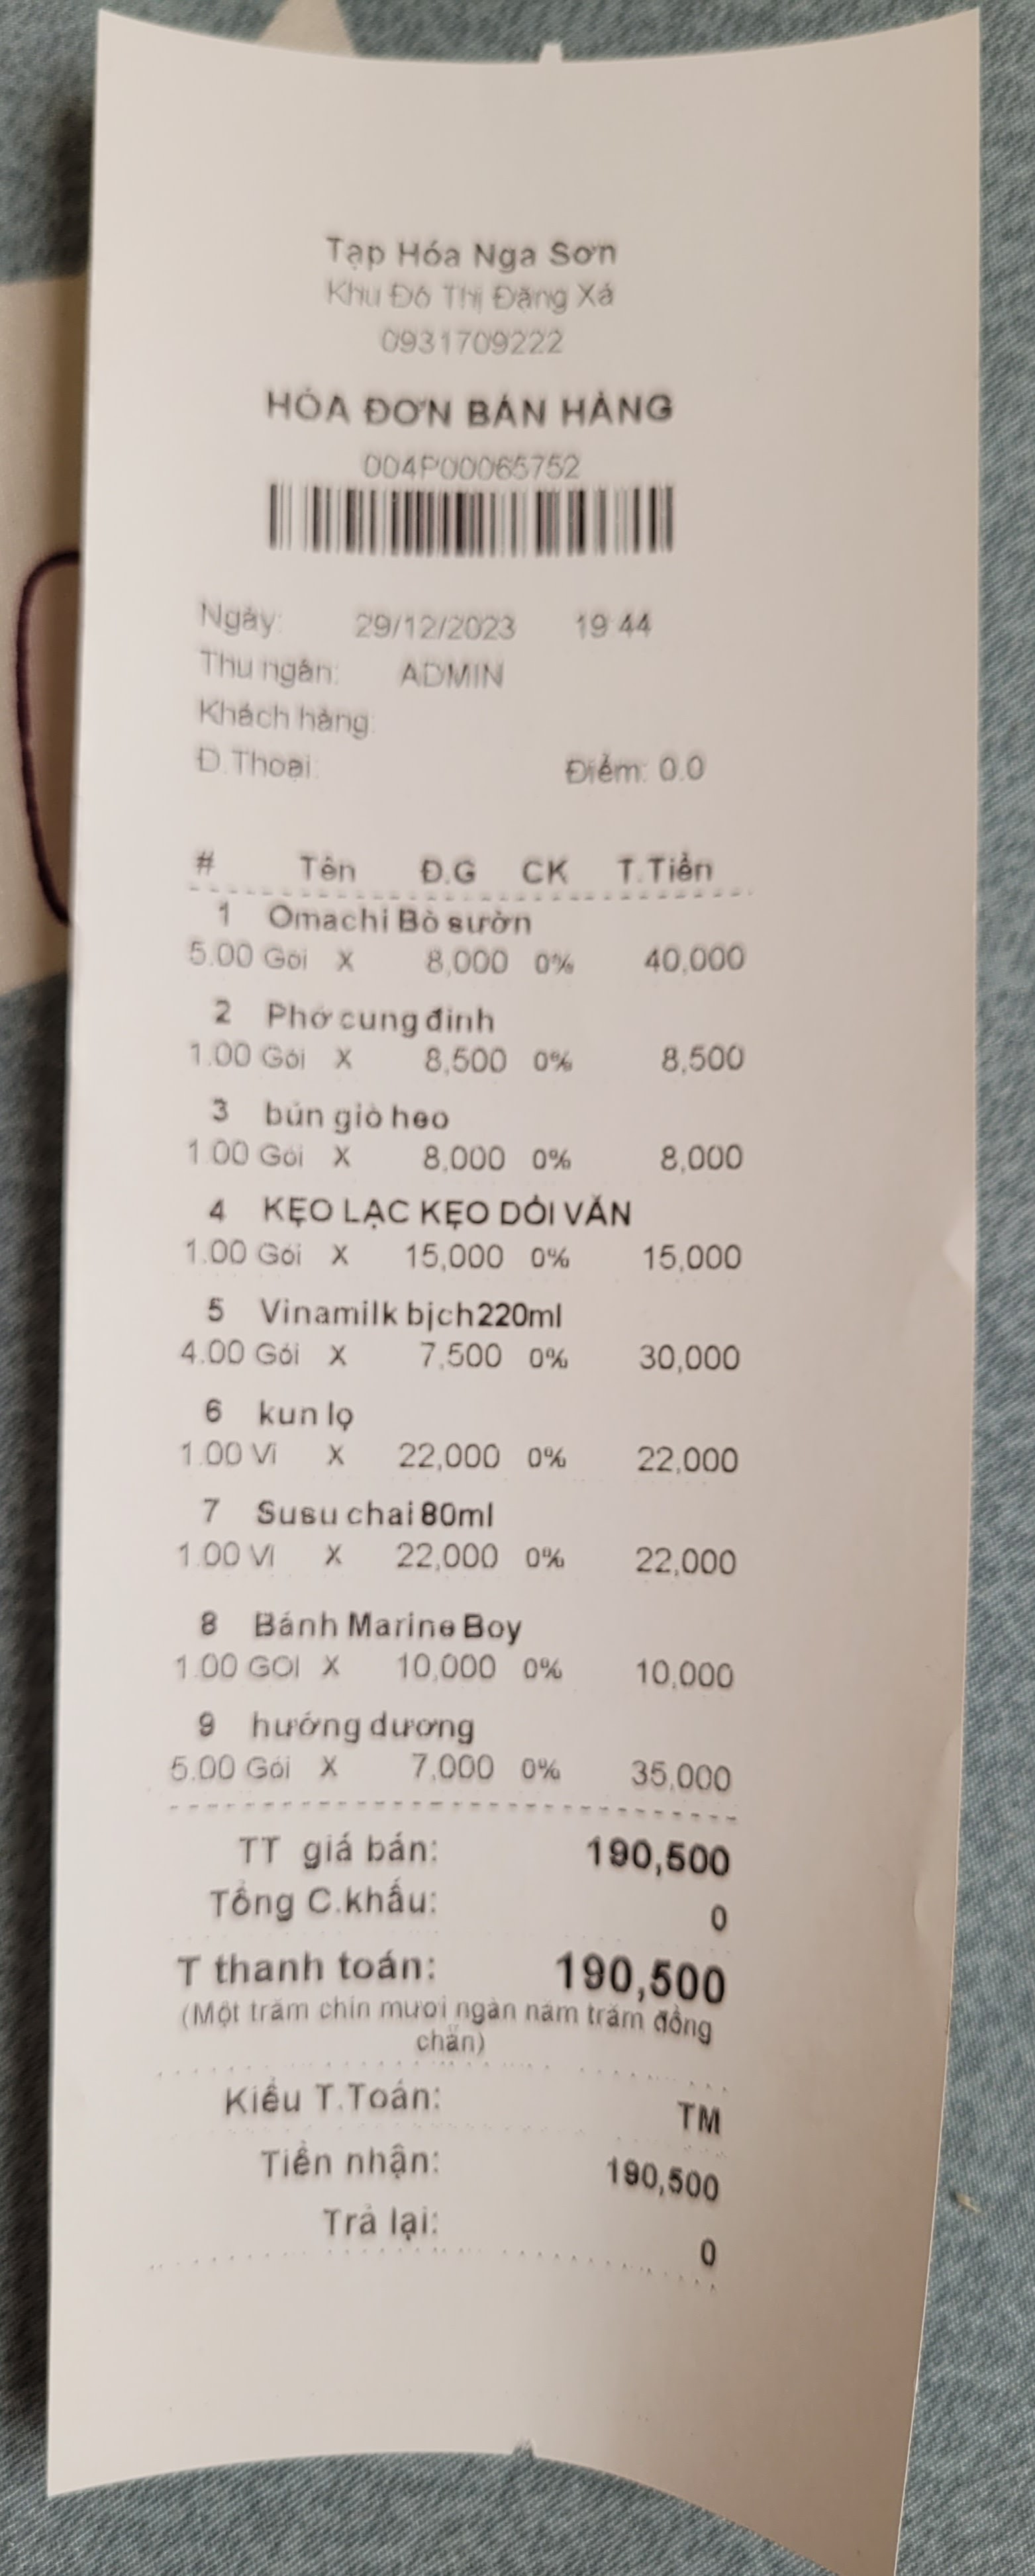 Tạp Hóa Nga Sơn
Khu Đô Thị Đặng Xá
0931709222
HÓA ĐƠN BÁN HÀNG
004P00065752
Ngày: 29/12/2023 19:44
Thu ngân: ADMIN
Khách hàng:
Đ.Thoại:
Điểm: 0.0
# Tên Đ.G CK T.Tiền
1 Omachi Bò sườn
5.00 Gói X 8,000 0% 40,000
2 Phở cung đình
1.00 Gói X 8,500 0% 8,500
3 bún giò heo
1.00 Gói X 8,000 0% 8,000
4 KẸO LẠC KẸO DỒI VĂN
1.00 Gói X 15,000 0% 15,000
5 Vinamilk bịch220ml
4.00 Gói X 7,500 0% 30,000
6 kun lọ
1.00 Vỉ X 22,000 0% 22,000
7 Susu chai 80ml
1.00 Vỉ X 22,000 0% 22,000
8 Bánh Marine Boy
1.00 GOI X 10,000 0% 10,000
9 hướng dương
5.00 Gói X 7,000 0% 35,000
TT giá bán: 190,500
Tổng C.khấu: 0
T thanh toán: 190,500
(Một trăm chín mươi ngàn năm trăm đồng
chẵn)
Kiểu T.Toán: TM
Tiền nhận: 190,500
Trả lại: 0